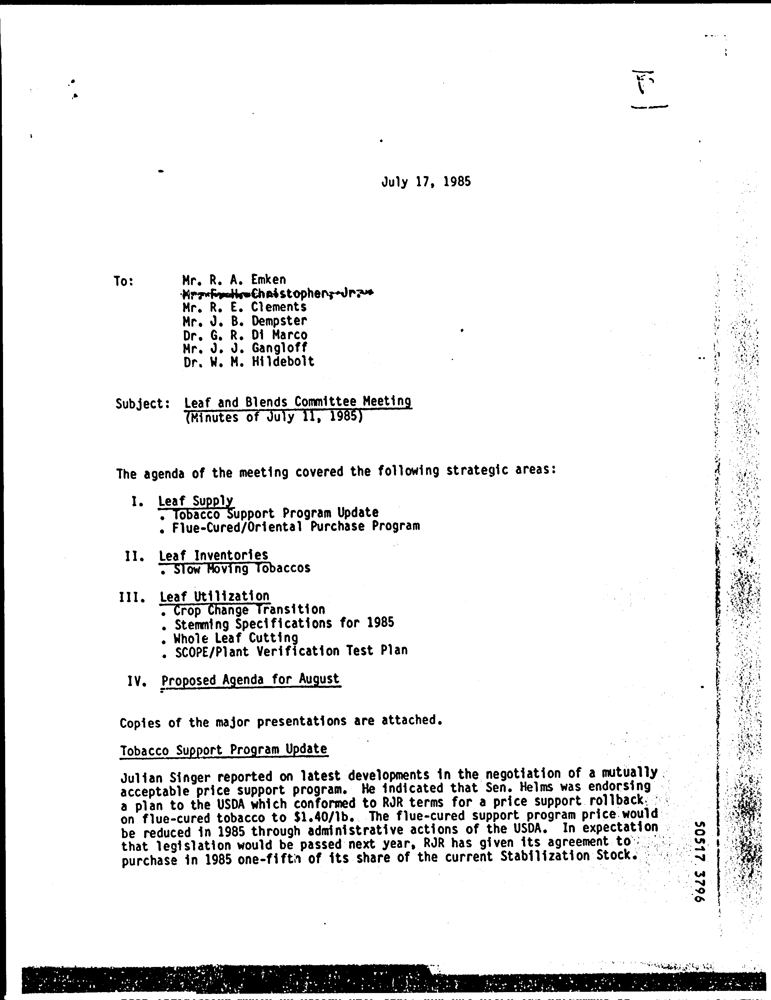 July 17, 1985
To: Mr. R. A. Emken
Christopher, Jr.
Mr. R. E. Clements
Mr. J. B. Dempster
Dr. G. R. Di Marco
Mr. J. J. Gangloff
Dr. W. M. Hildebolt
Subject: Leaf and Blends Committee Meeting
(Minutes of July 11, 1985)
The agenda of the meeting covered the following strategic areas:
I. Leaf Supply
. Tobacco Support Program Update
. Flue-Cured/Oriental Purchase Program
II. Leaf Inventories
. Slow Moving Tobaccos
III. Leaf Utilization
. Crop Change Transition
. Stemming Specifications for 1985
. Whole Leaf Cutting
. SCOPE/Plant Verification Test Plan
IV. Proposed Agenda for August
Copies of the major presentations are attached.
Tobacco Support Program Update
Julian Singer reported on latest developments in the negotiation of a mutually
acceptable price support program. He indicated that Sen. Helms was endorsing
a plan to the USDA which conformed to RJR terms for a price support rollback
on flue-cured tobacco to $1.40/lb. The flue-cured support program price would
be reduced in 1985 through administrative actions of the USDA. In expectation
that legislation would be passed next year, RJR has given its agreement to
purchase in 1985 one-fifth of its share of the current Stabilization Stock.
50517 3796